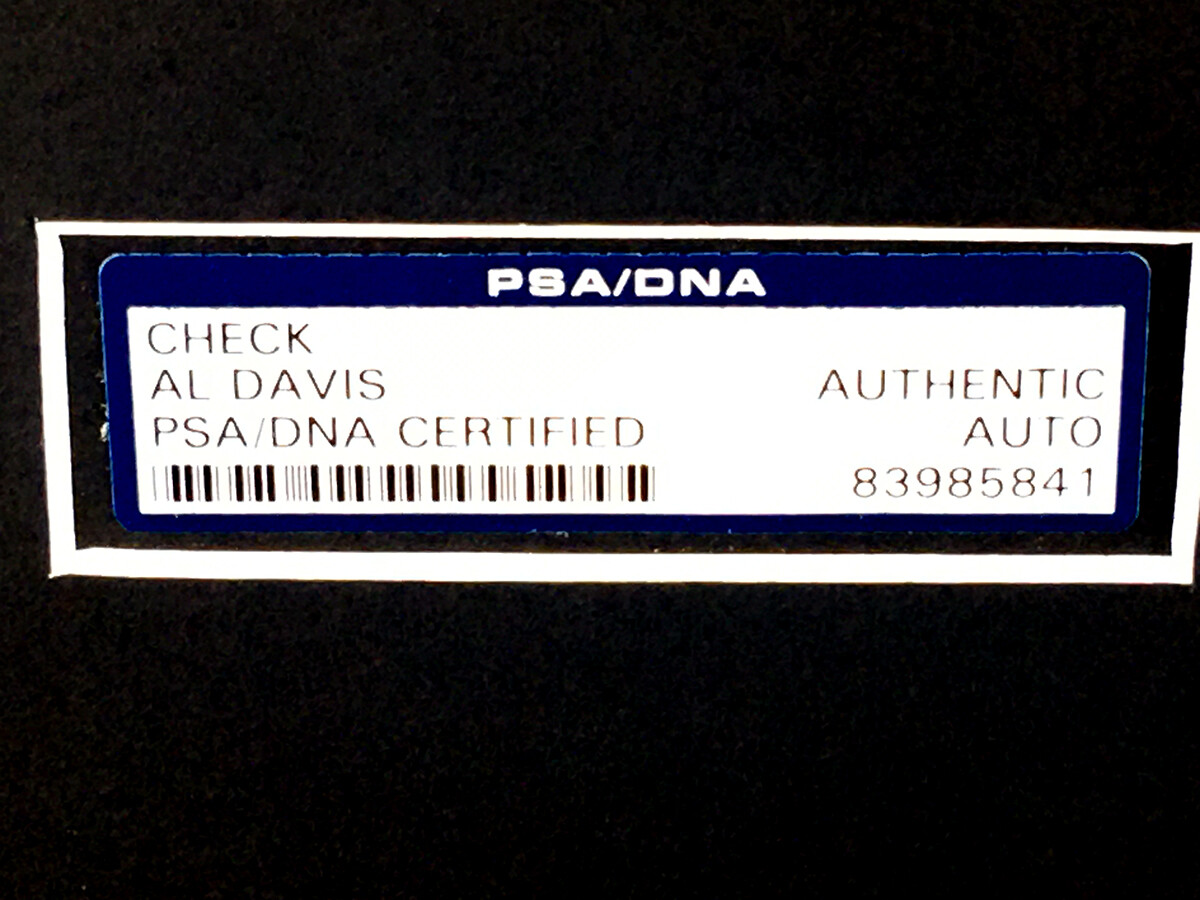 PSA/DNA
CHECK
AL DAVIS AUTHENTIC
PSA/DNA CERTIFIED AUTO
83985841